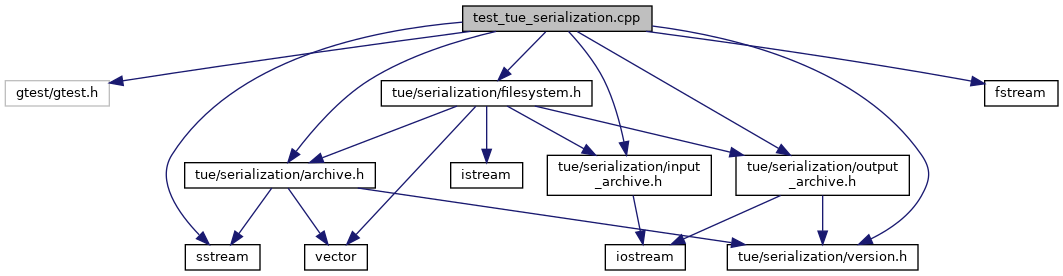 test_tue_serialization.cpp
gtest/gtest.h
tue/serialization/filesystem.h
fstream
tue/serialization/archive.h
istream
tue/serialization/input
_archive.h
tue/serialization/output
_archive.h
sstream
vector
iostream
tue/serialization/version.h